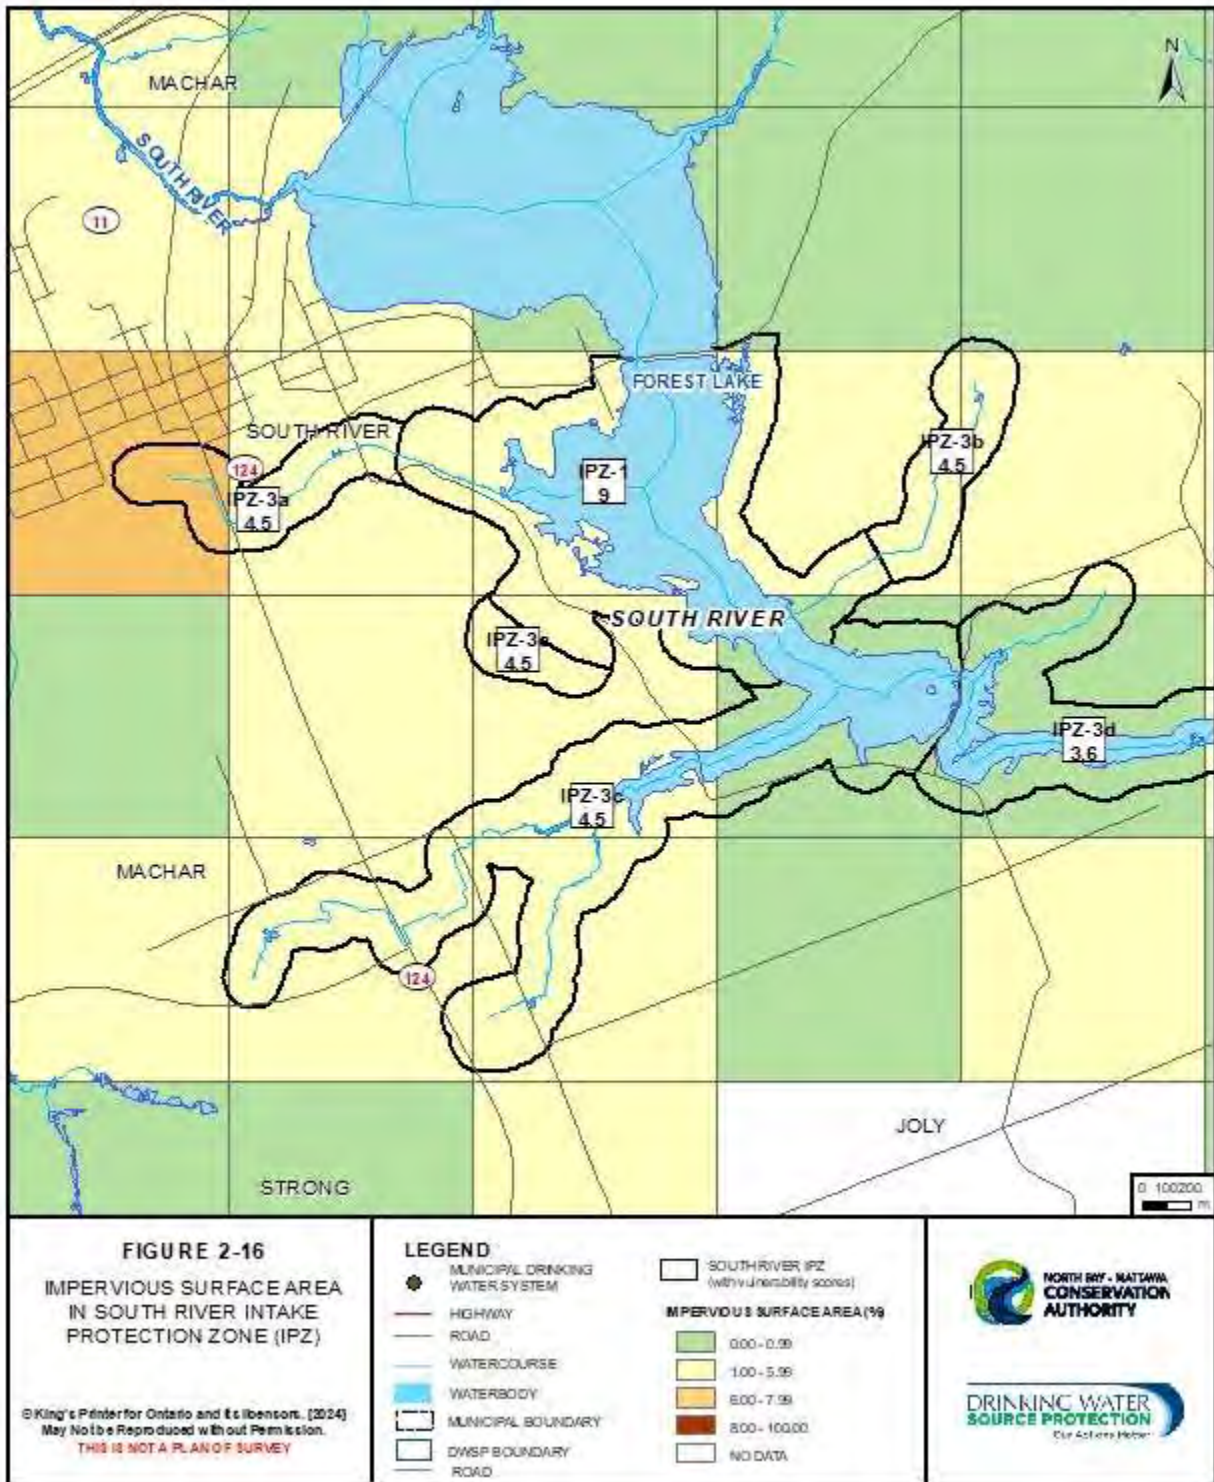 MACHAR
N
SOUTH RIVER
11
FOREST LAKE
SOUTH RIVER
124
IPZ-1
9
IPZ-3b
4.5
IPZ-3a
4.5
SOUTH RIVER
4.5
IPZ-3d
3.6
IPZ-3c
4.5
MACHAR
124
JOLY
STRONG
0 100200
m
FIGURE 2-16
IMPERVIOUS SURFACE AREA
IN SOUTH RIVER INTAKE
PROTECTION ZONE (IPZ)
©King's Printer for Ontario and its licensors. [2024]
May Not be Reproduced without Permission.
THIS IS NOT A PLAN OF SURVEY
LEGEND
MUNICIPAL DRINKING
WATER SYSTEM
HIGHWAY
ROAD
WATERCOURSE
WATERBODY
MUNICIPAL BOUNDARY
DWSP BOUNDARY
ROAD
SOUTH RIVER IPZ
(with vulnerability scores)
IMPERVIOUS SURFACE AREA (%)
0.00 - 0.99
1.00 - 5.99
6.00 - 7.99
8.00 - 100.00
NO DATA
NORTH BAY - MATTAWA
CONSERVATION
AUTHORITY
DRINKING WATER
SOURCE PROTECTION
Our Actions Matter